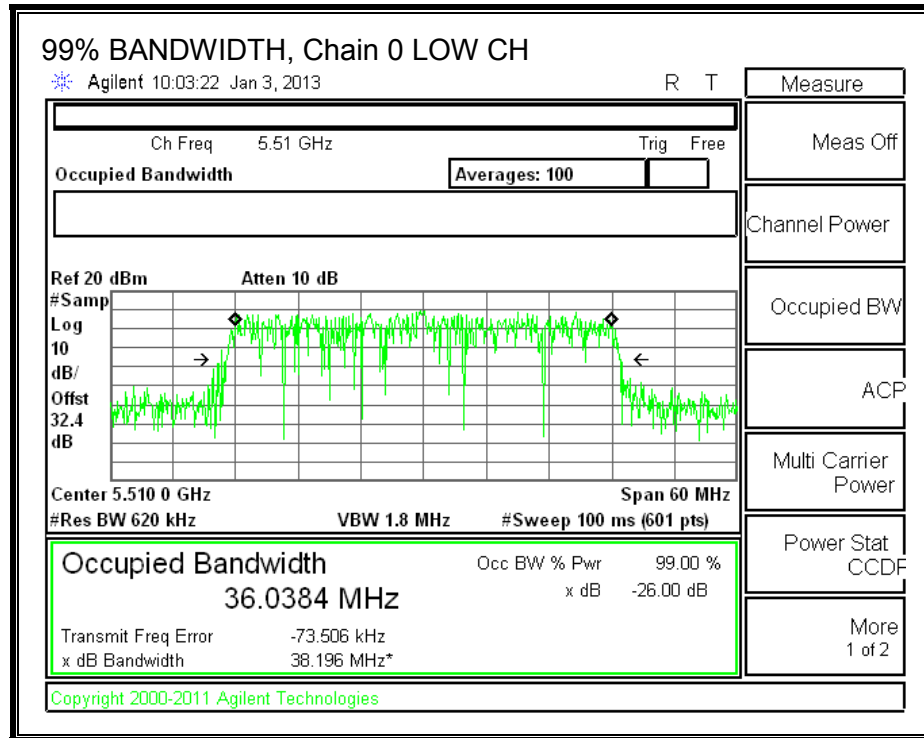 99% BANDWIDTH, Chain 0 LOW CH
Agilent 10:03:22 Jan 3, 2013 R T
Measure
Ch Freq 5.51 GHz Trig Free
Meas Off
Occupied Bandwidth Averages: 100
Channel Power
Ref 20 dBm Atten 10 dB
#Samp
Log
10
dB/
Offst
32.4
dB
Occupied BW
ACP
Multi Carrier
Power
Center 5.510 0 GHz Span 60 MHz
#Res BW 620 kHz VBW 1.8 MHz #Sweep 100 ms (601 pts)
Power Stat
CCDF
Occupied Bandwidth Occ BW % Pwr 99.00 %
36.0384 MHz x dB -26.00 dB
Transmit Freq Error -73.506 kHz
x dB Bandwidth 38.196 MHz*
More
1 of 2
Copyright 2000-2011 Agilent Technologies